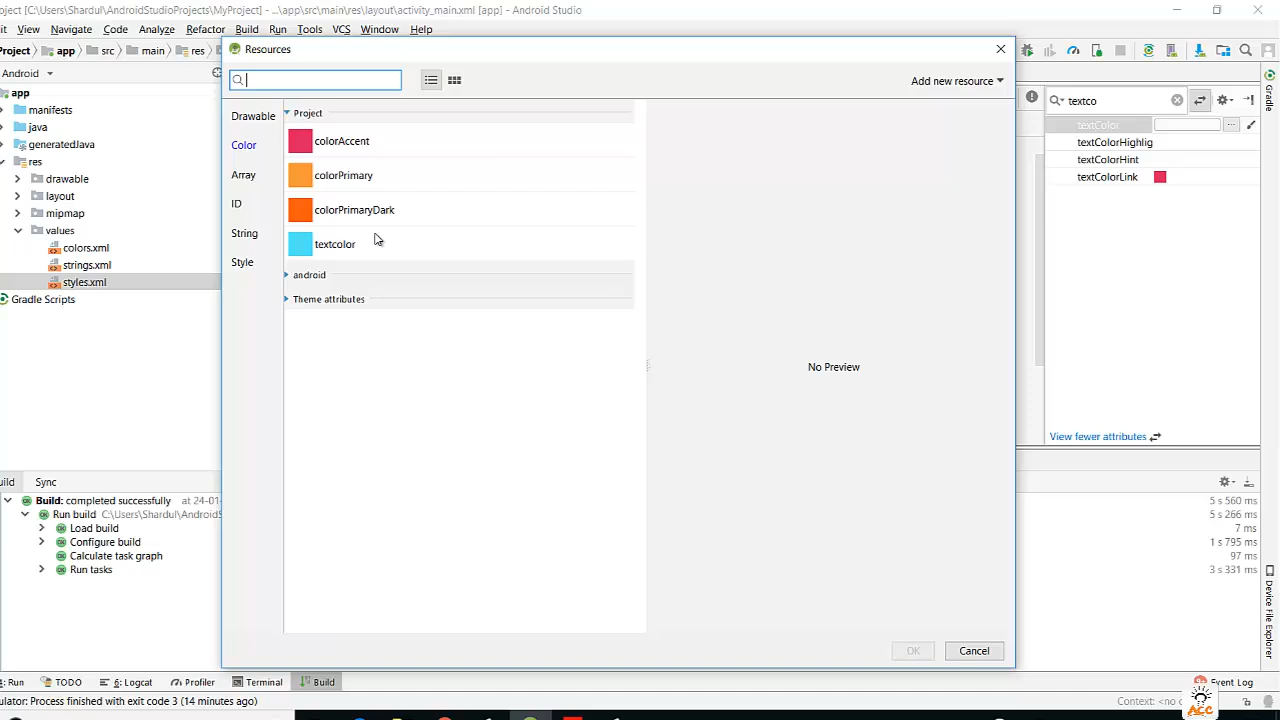 oject [C:\Users\Shardul\AndroidStudioProjects\MyProject] - ...\app\src\main\res\layout\activity_main.xml [app] - Android Studio
it View Navigate Code Analyze Refactor Build Run Tools VCS Window Help
Project app src main res
Android
app
manifests
java
generatedJava
res
drawable
layout
mipmap
values
colors.xml
strings.xml
styles.xml
Gradle Scripts
Resources
Add new resource
Drawable
Color
Array
ID
String
Style
Project
colorAccent
colorPrimary
colorPrimaryDark
textcolor
android
Theme attributes
No Preview
OK
Cancel
textco
textColor
...
textColorHighlig
textColorHint
textColorLink
View fewer attributes
Gradle
Device File Explorer
uild Sync
Build: completed successfully at 24-01-
Run build C:\Users\Shardul\AndroidS
Load build
Configure build
Calculate task graph
Run tasks
5 s 560 ms
5 s 266 ms
7 ms
1 s 795 ms
97 ms
3 s 331 ms
: Run TODO 6: Logcat Profiler Terminal Build Event Log
ulator: Process finished with exit code 3 (14 minutes ago)
Context: <no c
ACC